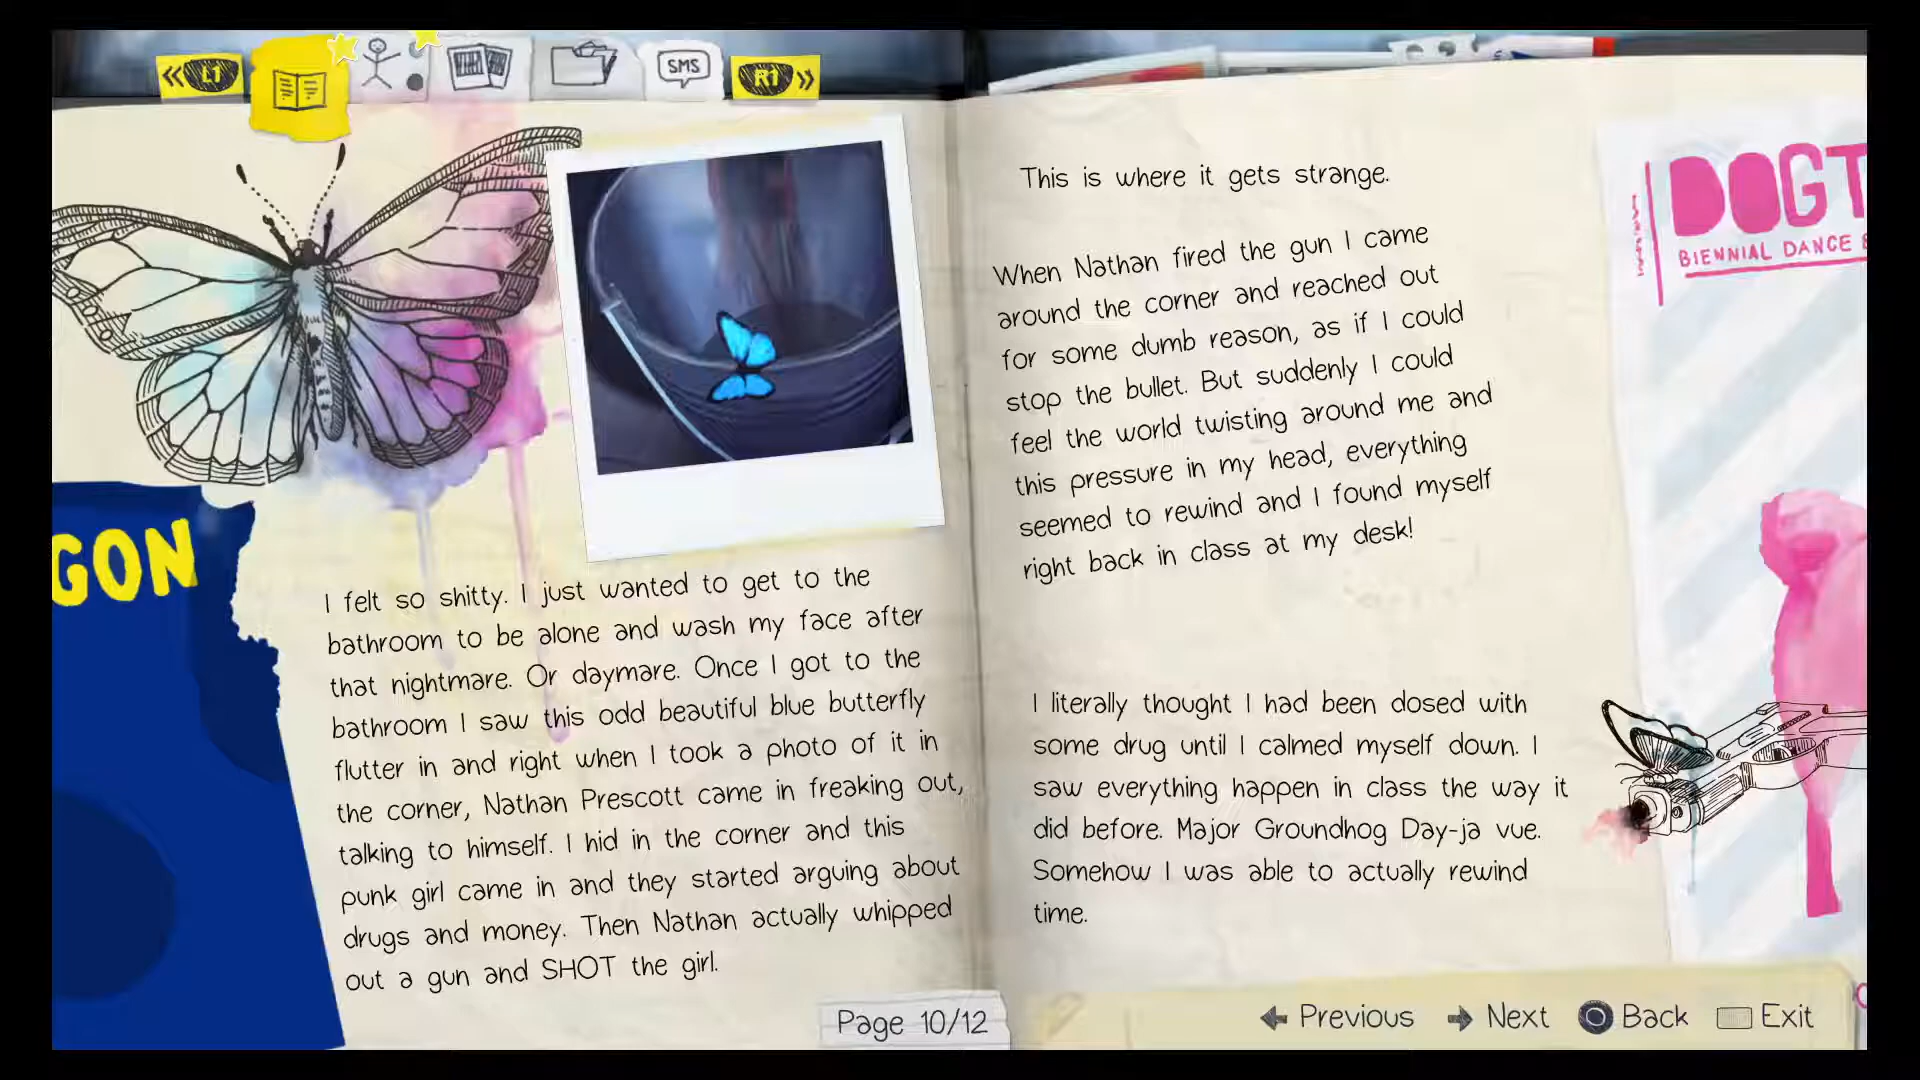 L1
SMS
R1
GON
I felt so shitty. I just wanted to get to the
bathroom to be alone and wash my face after
that nightmare. Or daymare. Once I got to the
bathroom I saw this odd beautiful blue butterfly
flutter in and right when I took a photo of it in
the corner, Nathan Prescott came in freaking out,
talking to himself. I hid in the corner and this
punk girl came in and they started arguing about
drugs and money. Then Nathan actually whipped
out a gun and SHOT the girl.
This is where it gets strange.
When Nathan fired the gun I came
around the corner and reached out
for some dumb reason, as if I could
stop the bullet. But suddenly I could
feel the world twisting around me and
this pressure in my head, everything
seemed to rewind and I found myself
right back in class at my desk!
I literally thought I had been dosed with
some drug until I calmed myself down. I
saw everything happen in class the way it
did before. Major Groundhog Day-ja vue.
Somehow I was able to actually rewind
time.
DOGT
BIENNIAL DANCE
Page 10/12
Previous
Next
Back
Exit